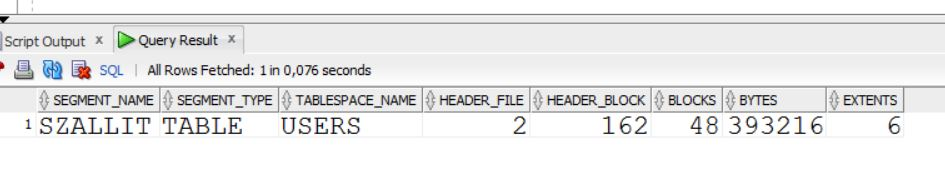 Script Output x Query Result x
SQL | All Rows Fetched: 1 in 0,076 seconds
SEGMENT_NAME SEGMENT_TYPE TABLESPACE_NAME HEADER_FILE HEADER_BLOCK BLOCKS BYTES EXTENTS
1 SZALLIT TABLE USERS 2 162 48 393216 6